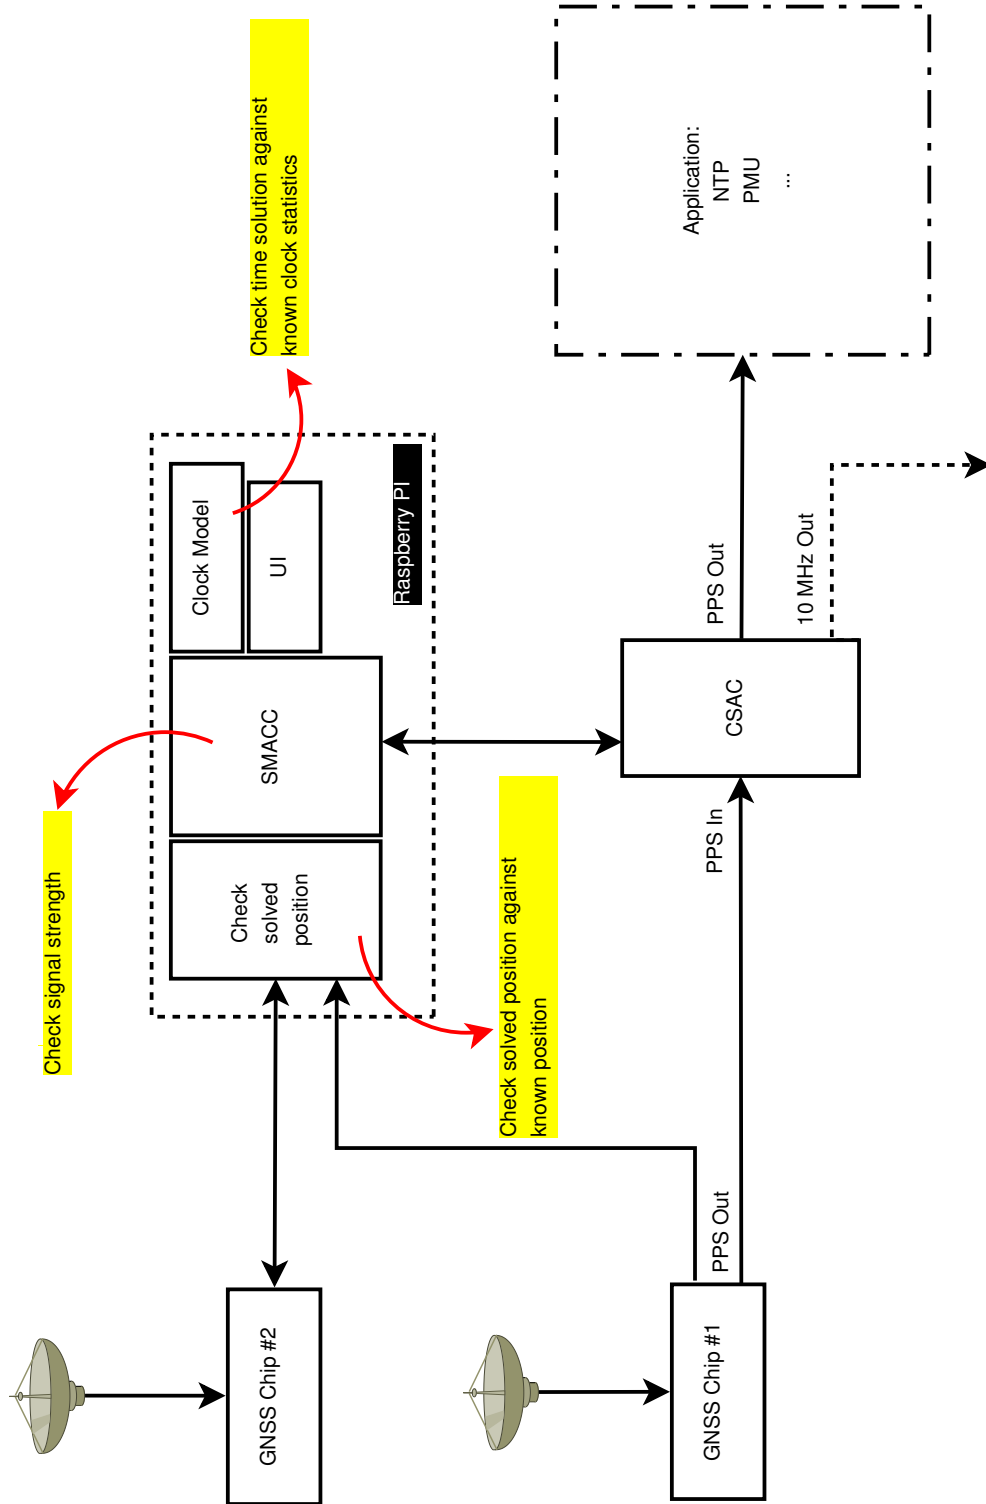 GNSS Chip #2
GNSS Chip #1
PPS Out
Check signal strength
Check
solved
position
SMACC
Clock Model
UI
Raspberry PI
Check time solution against
known clock statistics
Check solved position against
known position
PPS In
CSAC
PPS Out
10 MHz Out
Application:
NTP
PMU
...